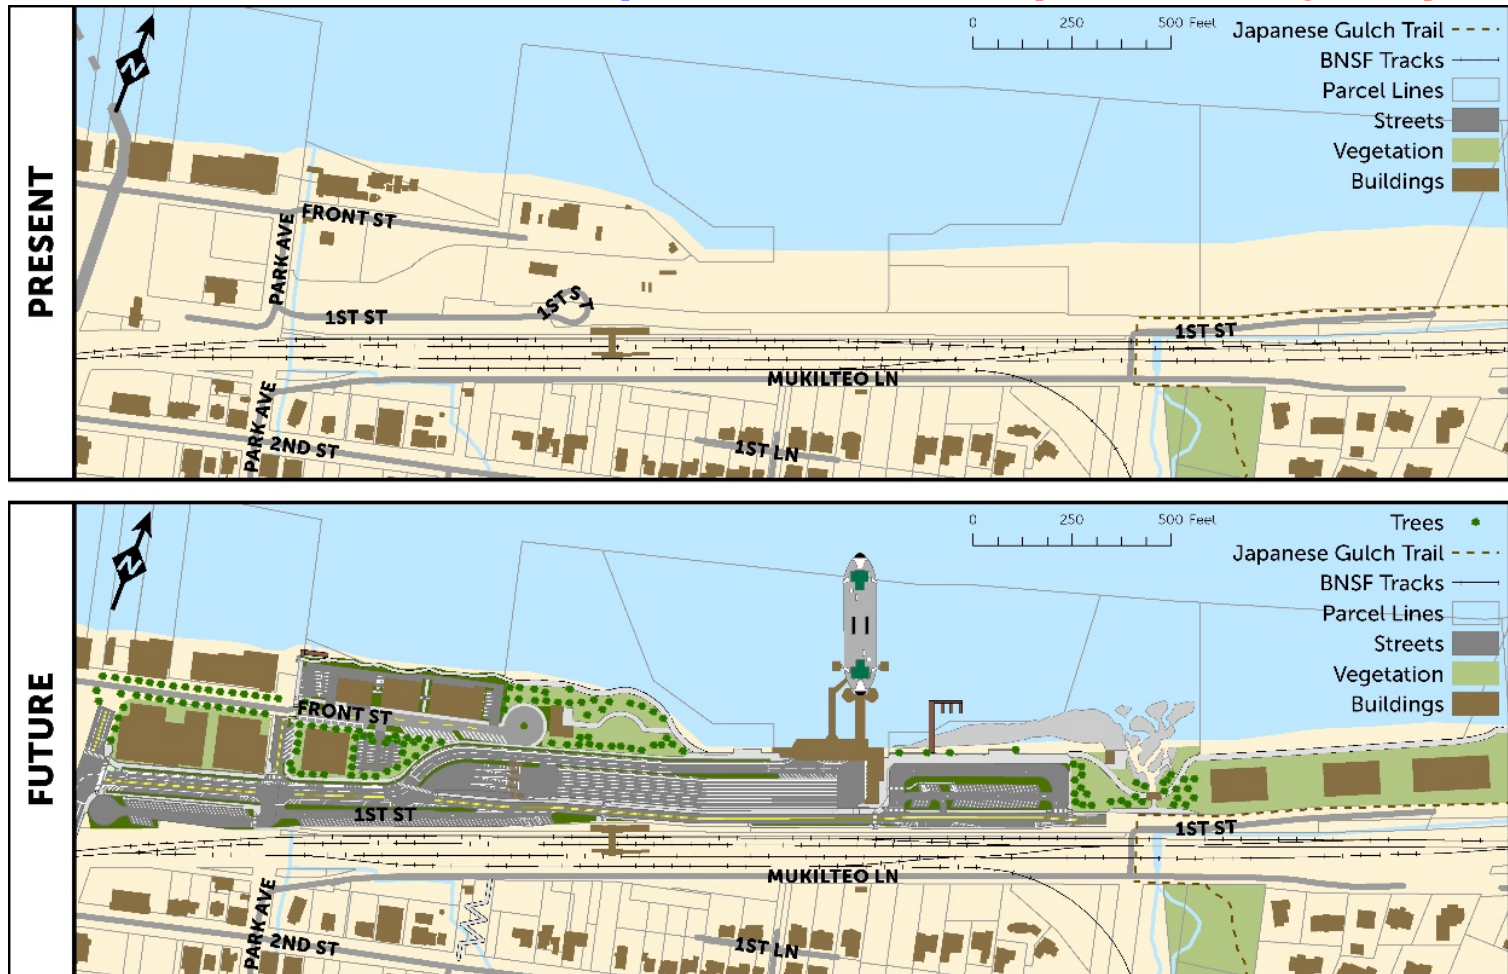 PRESENT
N
0 250 500 Feet
Japanese Gulch Trail
BNSF Tracks
Parcel Lines
Streets
Vegetation
Buildings
FRONT ST
PARK AVE
1ST ST
1ST ST
1ST ST
MUKILTEO LN
PARK AVE
2ND ST
1ST LN
FUTURE
N
0 250 500 Feet
Trees
Japanese Gulch Trail
BNSF Tracks
Parcel Lines
Streets
Vegetation
Buildings
FRONT ST
1ST ST
1ST ST
MUKILTEO LN
PARK AVE
2ND ST
1ST LN